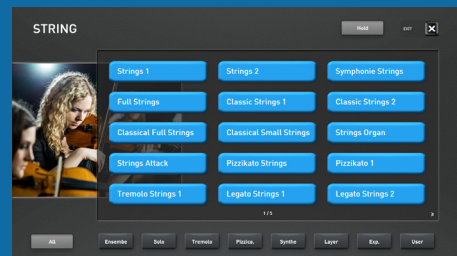 STRING
Hold
EXIT
Strings 1
Strings 2
Symphonie Strings
Full Strings
Classic Strings 1
Classic Strings 2
Classical Full Strings
Classical Small Strings
Strings Organ
Strings Attack
Pizzikato Strings
Pizzikato 1
Tremolo Strings 1
Legato Strings 1
Legato Strings 2
1/5
All
Ensembe
Solo
Tremolo
Pizzica.
Synths
Layer
Exp.
User